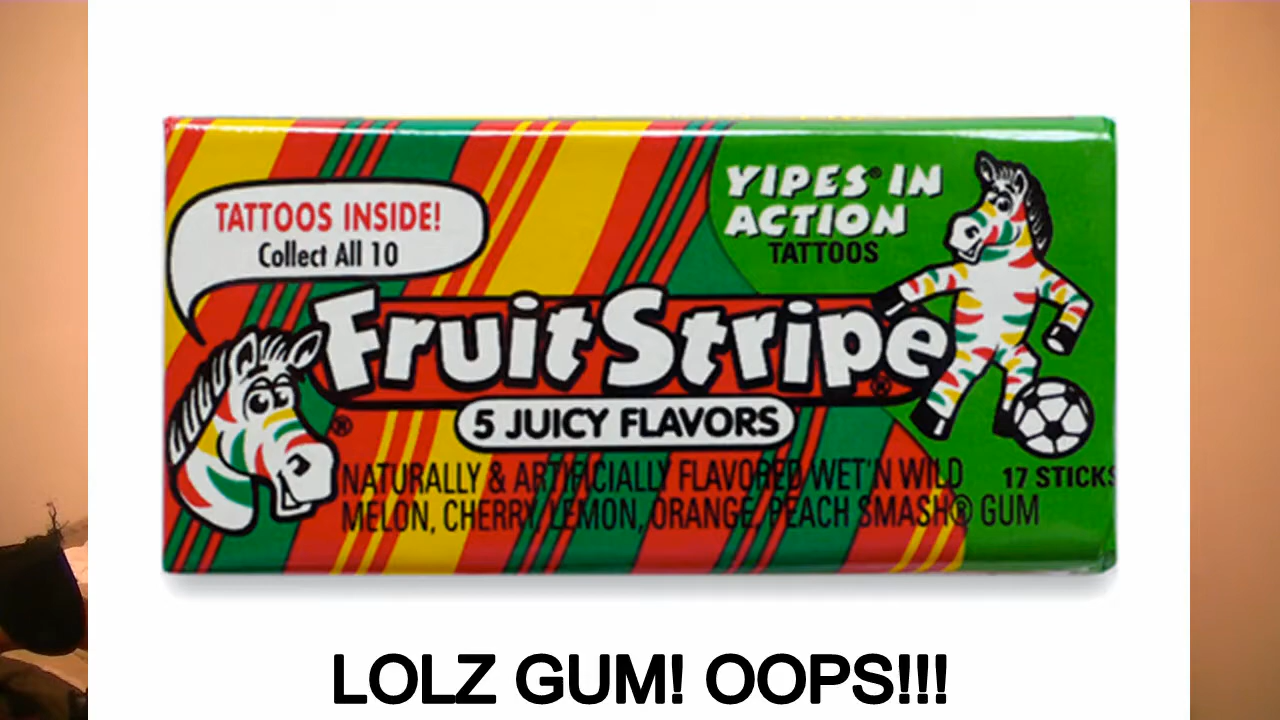 TATTOOS INSIDE!
Collect All 10
YIPES® IN
ACTION
TATTOOS
FruitStripe®
®
5 JUICY FLAVORS
NATURALLY & ARTIFICIALLY FLAVORED WET'N WILD
MELON, CHERRY, LEMON, ORANGE, PEACH SMASH® GUM
17 STICKS
LOLZ GUM! OOPS!!!